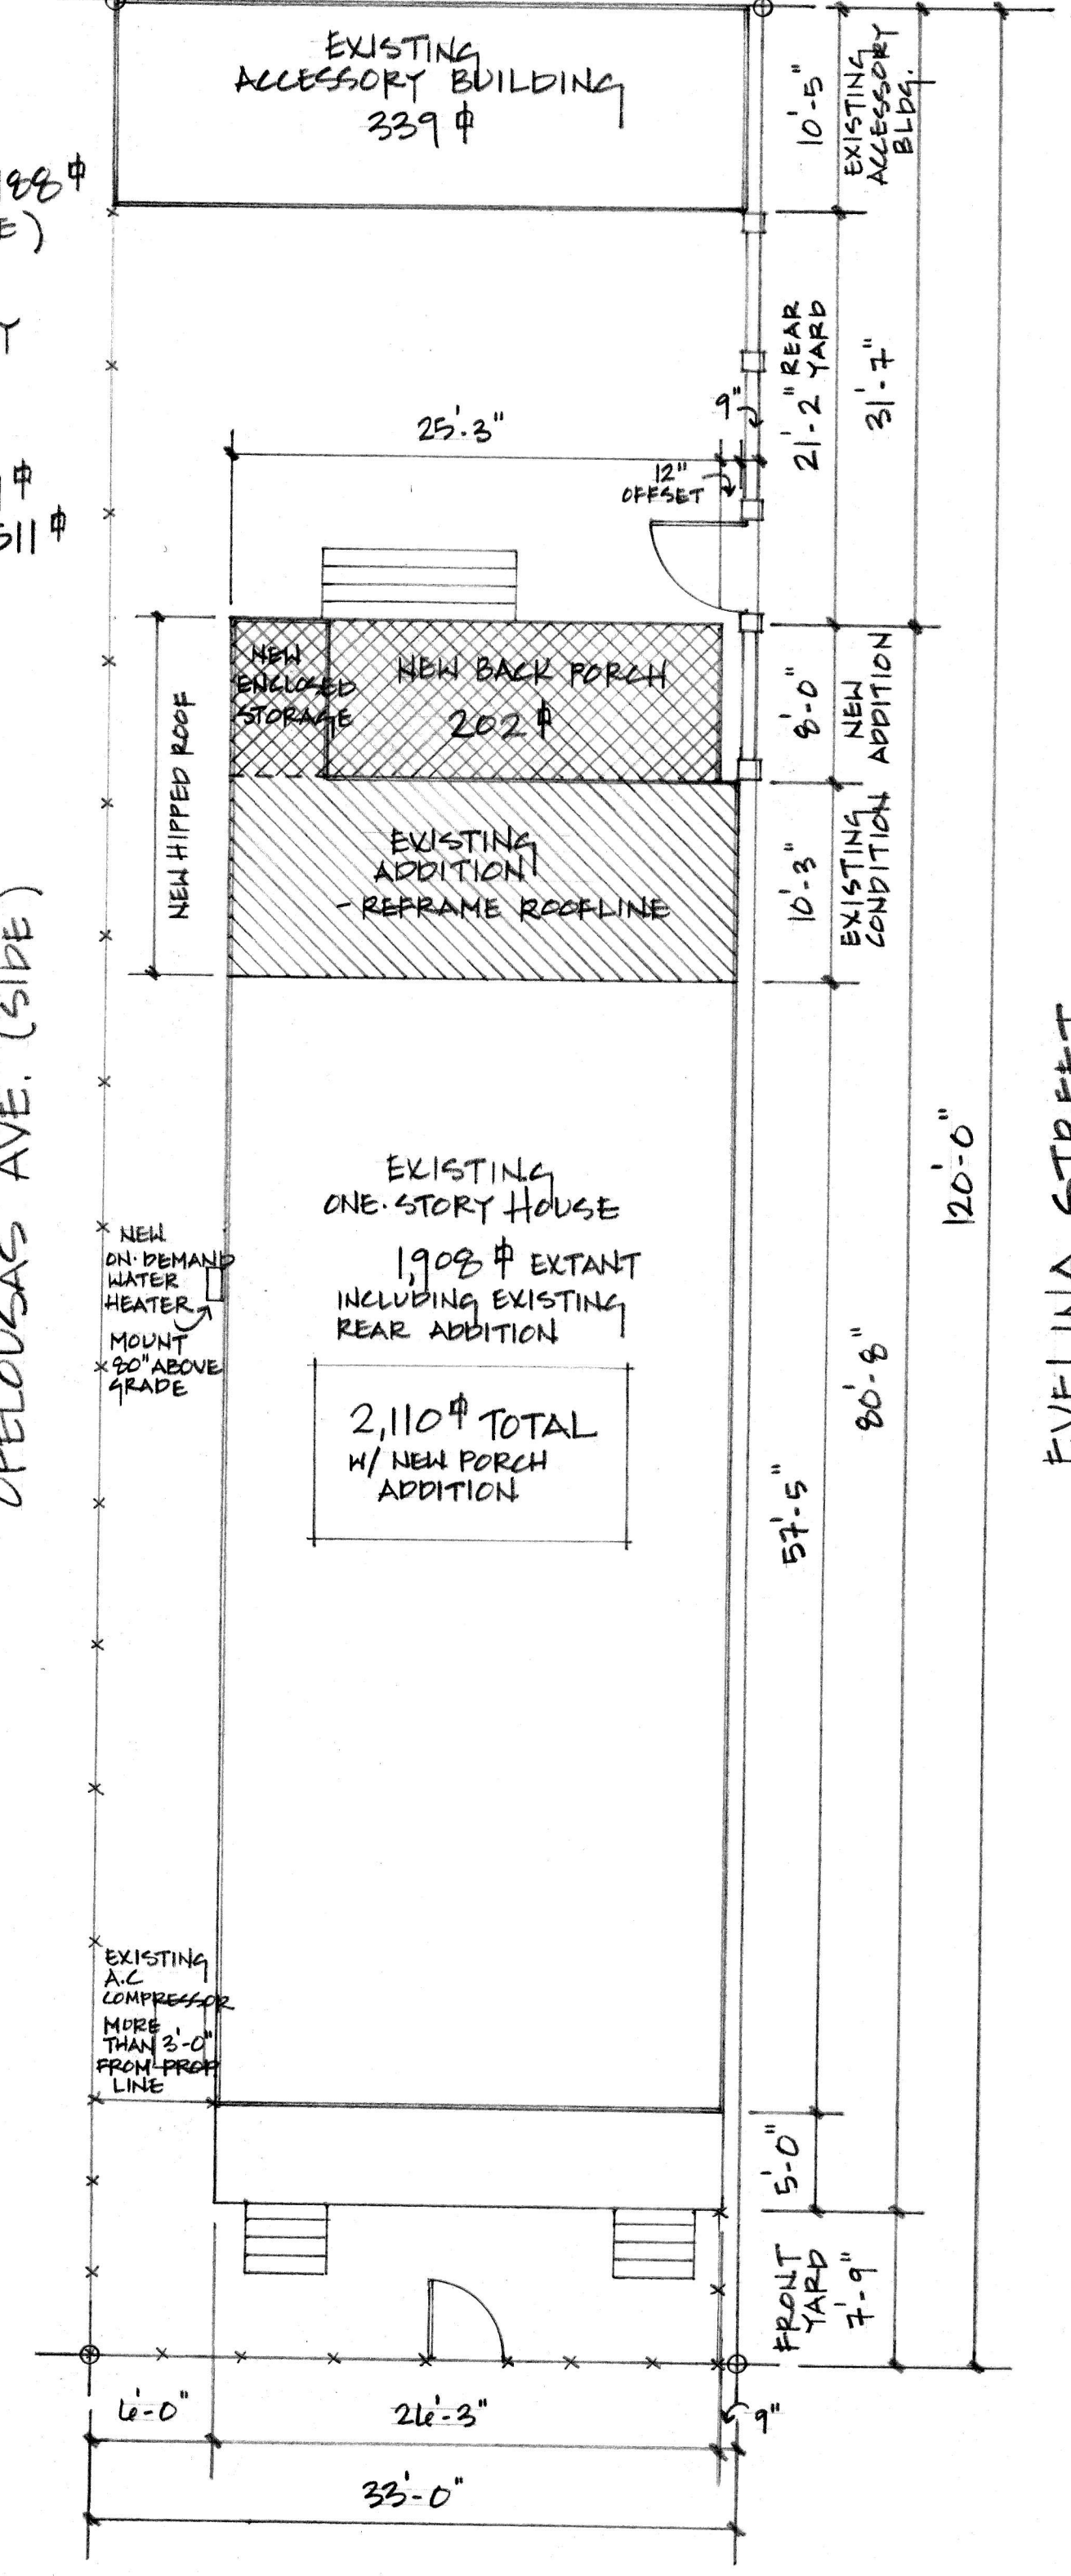 EXISTING
ACCESSORY BUILDING
339 ⌽
10'-5"
EXISTING
ACCESSORY
BLDG.
188 ⌽
E)
Y
⌽
511 ⌽
21'-2" REAR
YARD
31'-7"
25'-3"
9"
12"
OFFSET
NEW
ENCLOSED
STORAGE
NEW BACK PORCH
202 ⌽
8'-0"
NEW
ADDITION
NEW HIPPED ROOF
EXISTING
ADDITION
- REFRAME ROOFLINE
10'-3"
EXISTING
CONDITION
OPELOUSAS AVE. (SIDE)
EVELINA STREET
120'-0"
EXISTING
ONE-STORY HOUSE
1,908 ⌽ EXTANT
INCLUDING EXISTING
REAR ADDITION
NEW
ON-DEMAND
WATER
HEATER
MOUNT
80" ABOVE
GRADE
2,110 ⌽ TOTAL
W/ NEW PORCH
ADDITION
80'-8"
57'-5"
EXISTING
A.C
COMPRESSOR
MORE
THAN 3'-0"
FROM PROP
LINE
5'-0"
FRONT
YARD
7'-9"
6'-0"
26'-3"
9"
33'-0"